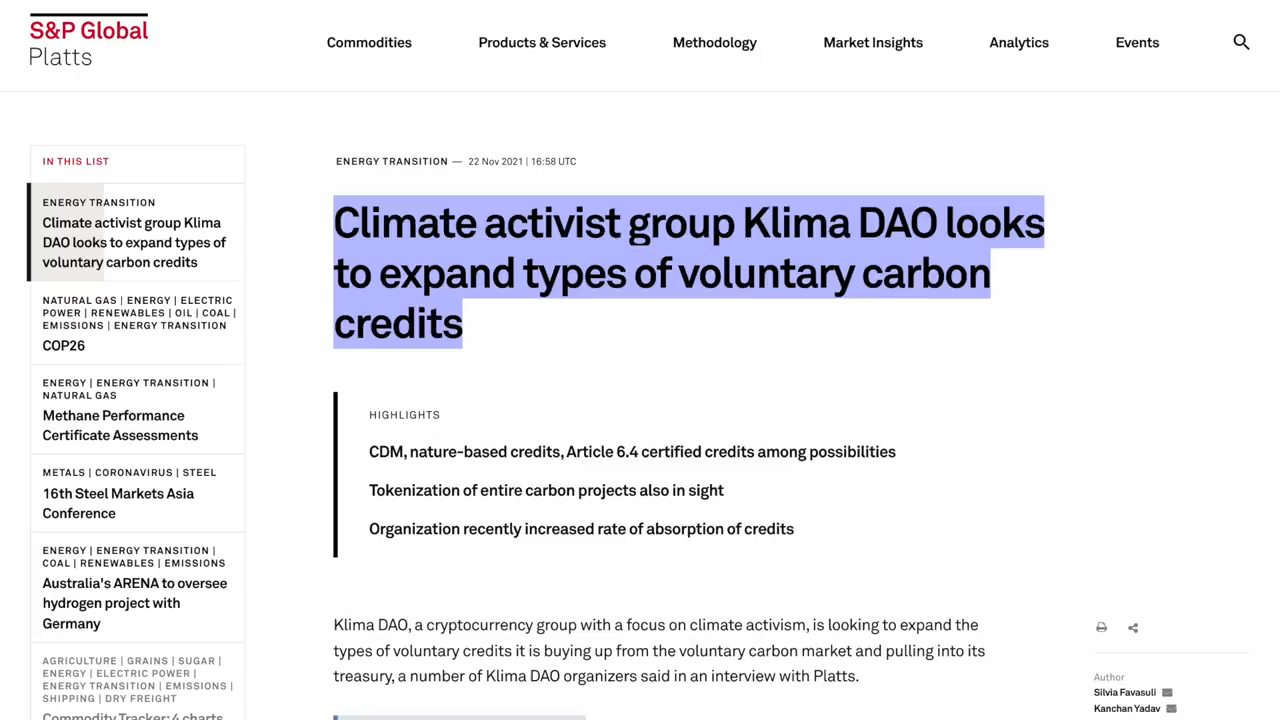 S&P Global
Platts
Commodities
Products & Services
Methodology
Market Insights
Analytics
Events
IN THIS LIST
ENERGY TRANSITION
Climate activist group Klima
DAO looks to expand types of
voluntary carbon credits
NATURAL GAS | ENERGY | ELECTRIC
POWER | RENEWABLES | OIL | COAL |
EMISSIONS | ENERGY TRANSITION
COP26
ENERGY | ENERGY TRANSITION |
NATURAL GAS
Methane Performance
Certificate Assessments
METALS | CORONAVIRUS | STEEL
16th Steel Markets Asia
Conference
ENERGY | ENERGY TRANSITION |
COAL | RENEWABLES | EMISSIONS
Australia's ARENA to oversee
hydrogen project with
Germany
AGRICULTURE | GRAINS | SUGAR |
ENERGY | ELECTRIC POWER |
ENERGY TRANSITION | EMISSIONS |
SHIPPING | DRY FREIGHT
Commodity Tracker: 4 charts
ENERGY TRANSITION — 22 Nov 2021 | 16:58 UTC
Climate activist group Klima DAO looks
to expand types of voluntary carbon
credits
HIGHLIGHTS
CDM, nature-based credits, Article 6.4 certified credits among possibilities
Tokenization of entire carbon projects also in sight
Organization recently increased rate of absorption of credits
Klima DAO, a cryptocurrency group with a focus on climate activism, is looking to expand the
types of voluntary credits it is buying up from the voluntary carbon market and pulling into its
treasury, a number of Klima DAO organizers said in an interview with Platts.
Author
Silvia Favasuli
Kanchan Yadav